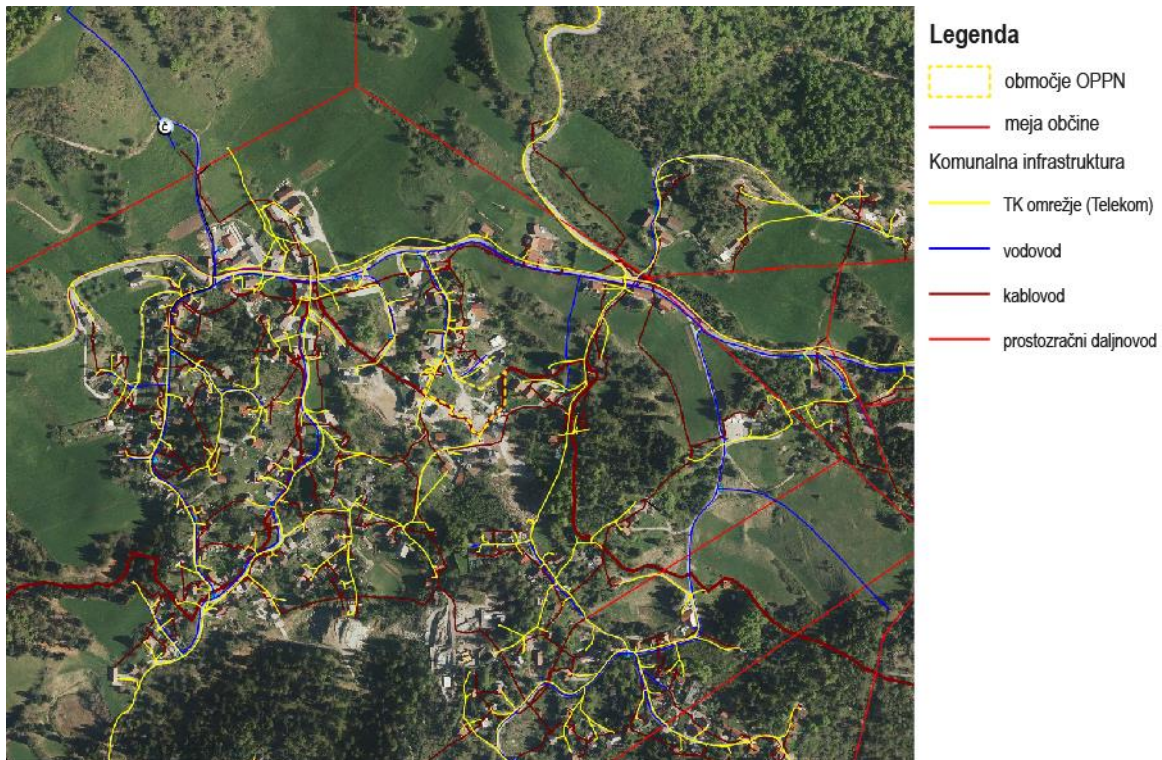 Legenda
območje OPPN
meja občine
Komunalna infrastruktura
TK omrežje (Telekom)
vodovod
kablovod
prostozračni daljnovod